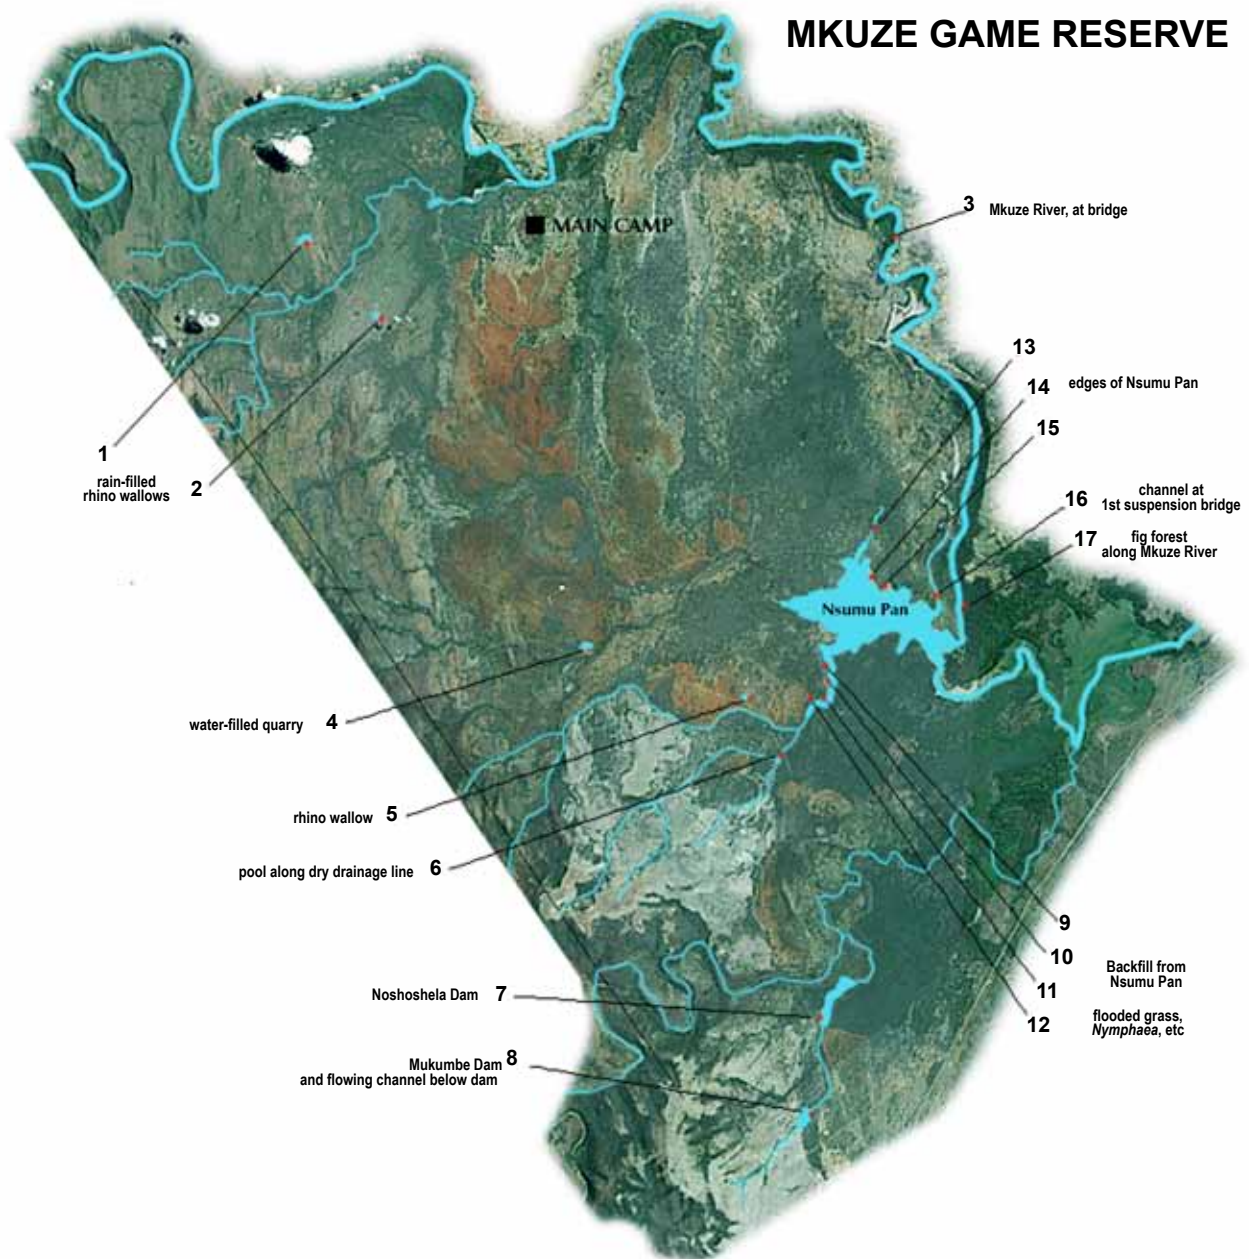 MKUZE GAME RESERVE
3 Mkuze River, at bridge
MAIN CAMP
13
14 edges of Nsumu Pan
15
1
rain-filled
rhino wallows 2
16 channel at
1st suspension bridge
17 fig forest
along Mkuze River
Nsumu Pan
water-filled quarry 4
rhino wallow 5
pool along dry drainage line 6
9
10
Backfill from
Nsumu Pan
11
12 flooded grass,
Nymphaea, etc
Noshoshela Dam 7
Mukumbe Dam 8
and flowing channel below dam